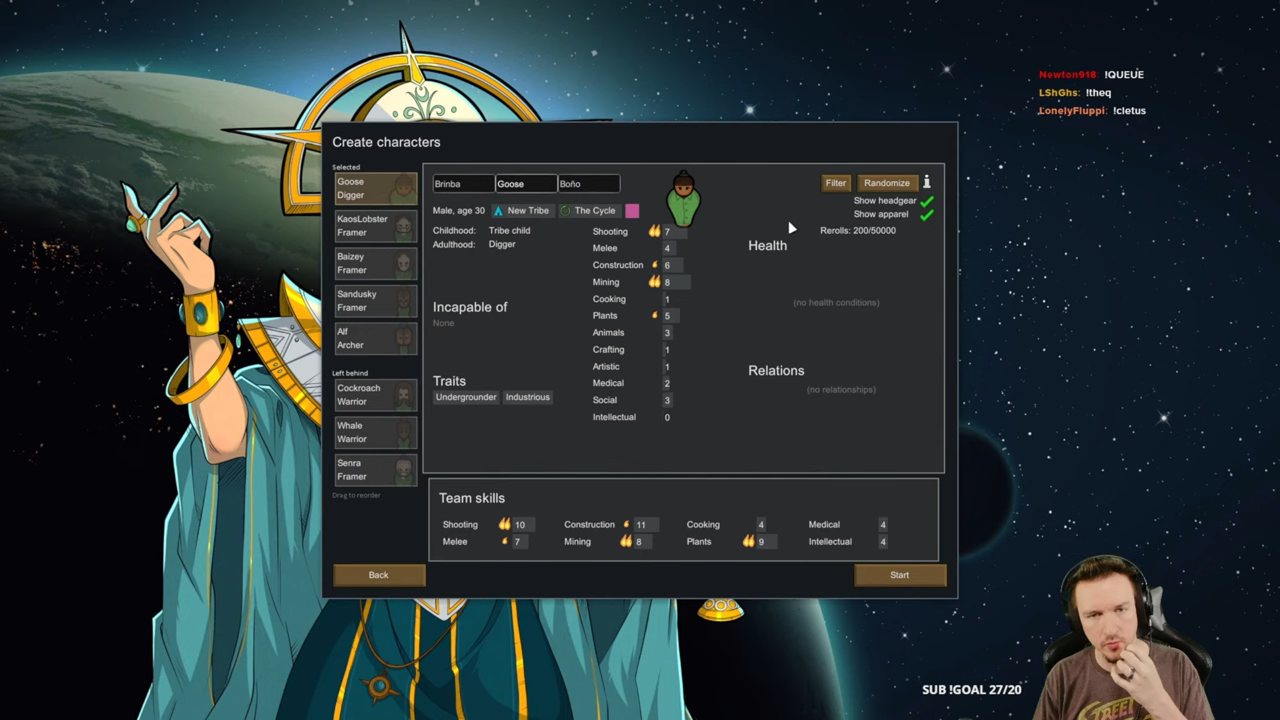 Newton918: !QUEUE
LShGhs: !theq
LonelyFluppi: !cletus
Create characters
Selected
Goose
Digger
KaosLobster
Framer
Baizey
Framer
Sandusky
Framer
Alf
Archer
Left behind
Cockroach
Warrior
Whale
Warrior
Senra
Framer
Drag to reorder
Brinba Goose Boño
Male, age 30 New Tribe The Cycle
Childhood: Tribe child
Adulthood: Digger
Incapable of
None
Traits
Undergrounder Industrious
Shooting 7
Melee 4
Construction 6
Mining 8
Cooking 1
Plants 5
Animals 3
Crafting 1
Artistic 1
Medical 2
Social 3
Intellectual 0
Filter Randomize
Show headgear
Show apparel
Rerolls: 200/50000
Health
(no health conditions)
Relations
(no relationships)
Team skills
Shooting 10 Construction 11 Cooking 4 Medical 4
Melee 7 Mining 8 Plants 9 Intellectual 4
Back Start
SUB !GOAL 27/20
STREET